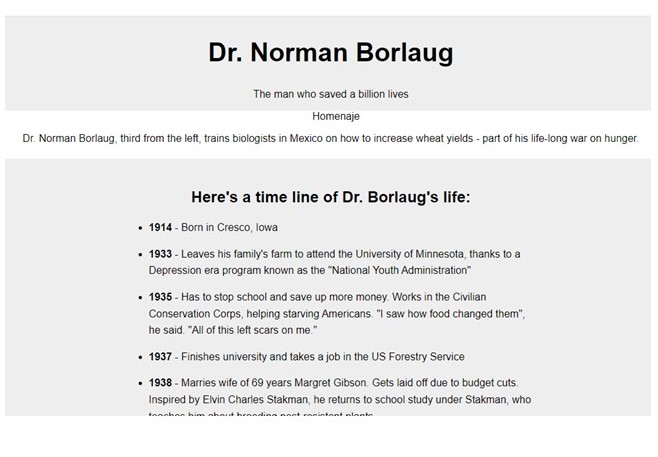 Dr. Norman Borlaug
The man who saved a billion lives
Homenaje
Dr. Norman Borlaug, third from the left, trains biologists in Mexico on how to increase wheat yields - part of his life-long war on hunger.
Here's a time line of Dr. Borlaug's life:
• 1914 - Born in Cresco, Iowa
• 1933 - Leaves his family's farm to attend the University of Minnesota, thanks to a
Depression era program known as the "National Youth Administration"
• 1935 - Has to stop school and save up more money. Works in the Civilian
Conservation Corps, helping starving Americans. "I saw how food changed them",
he said. "All of this left scars on me."
• 1937 - Finishes university and takes a job in the US Forestry Service
• 1938 - Marries wife of 69 years Margret Gibson. Gets laid off due to budget cuts.
Inspired by Elvin Charles Stakman, he returns to school study under Stakman, who
teaches him about breeding pest-resistent plants.